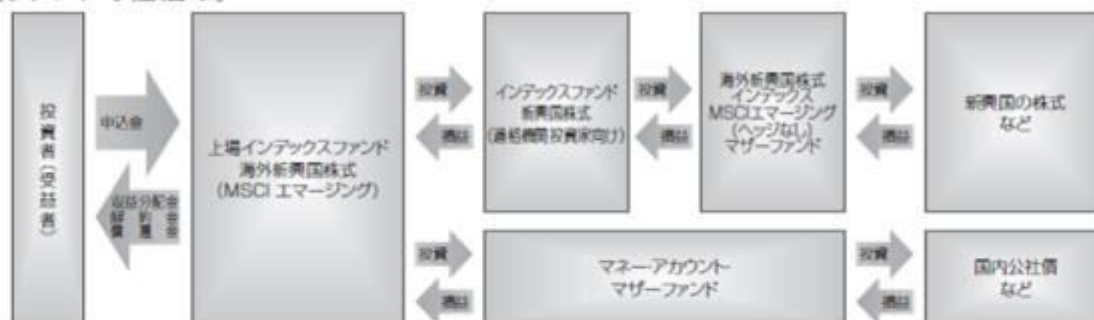 投資者(受益者)
申込金
収益分配金
解約金
償還金
上場インデックスファンド
海外新興国株式
(MSCI エマージング)
投資
損益
インデックスファンド
新興国株式
(適格機関投資家向け)
投資
損益
海外新興国株式
インデックス
MSCIエマージング
(ヘッジなし)
マザーファンド
投資
損益
新興国の株式
など
投資
損益
マネー・アカウント・
マザーファンド
投資
損益
国内公社債
など